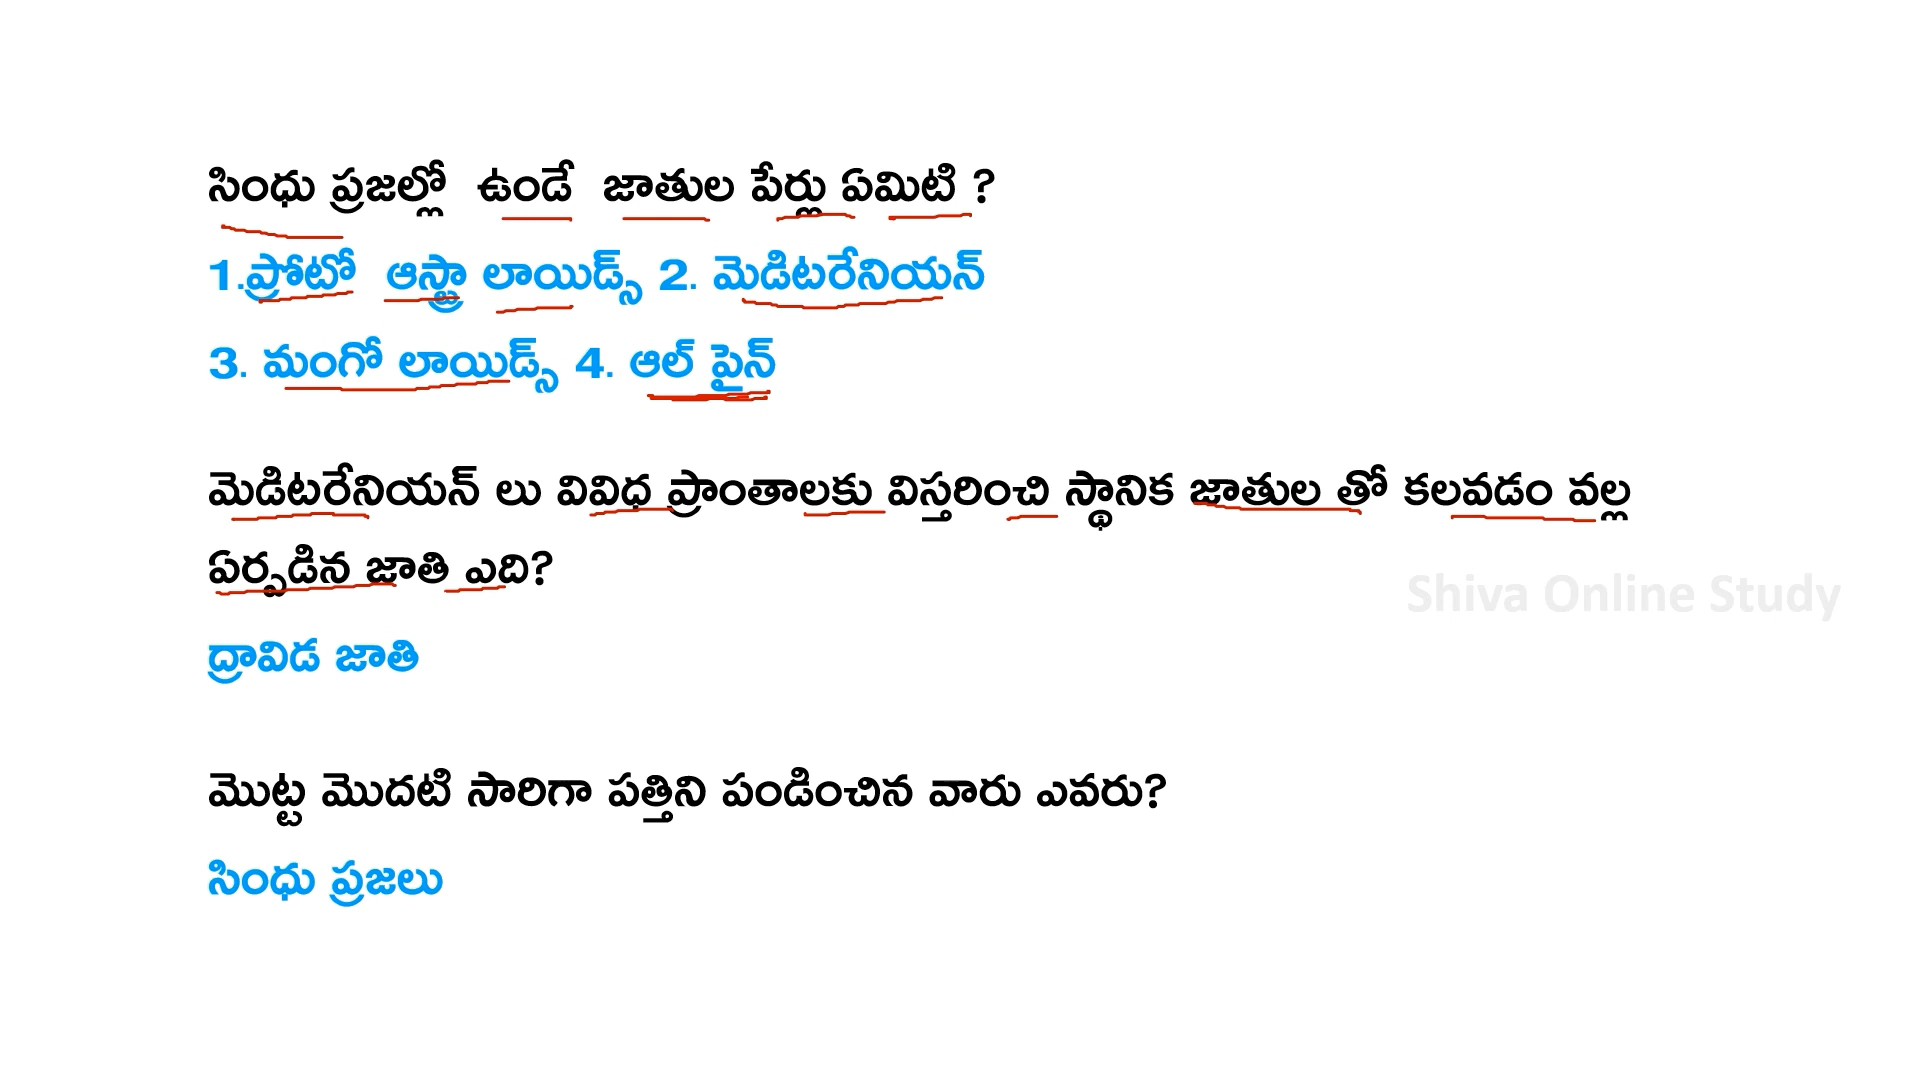 సింధు ప్రజల్లో ఉండే జాతుల పేర్లు ఏమిటి ?
1.ప్రోటో ఆస్ట్రా లాయిడ్స్ 2. మెడిటరేనియన్
3. మంగో లాయిడ్స్ 4. ఆల్ పైన్
మెడిటరేనియన్ లు వివిధ ప్రాంతాలకు విస్తరించి స్థానిక జాతుల తో కలవడం వల్ల
ఏర్పడిన జాతి ఎది?
Shiva Online Study
ద్రావిడ జాతి
మొట్ట మొదటి సారిగా పత్తిని పండించిన వారు ఎవరు?
సింధు ప్రజలు